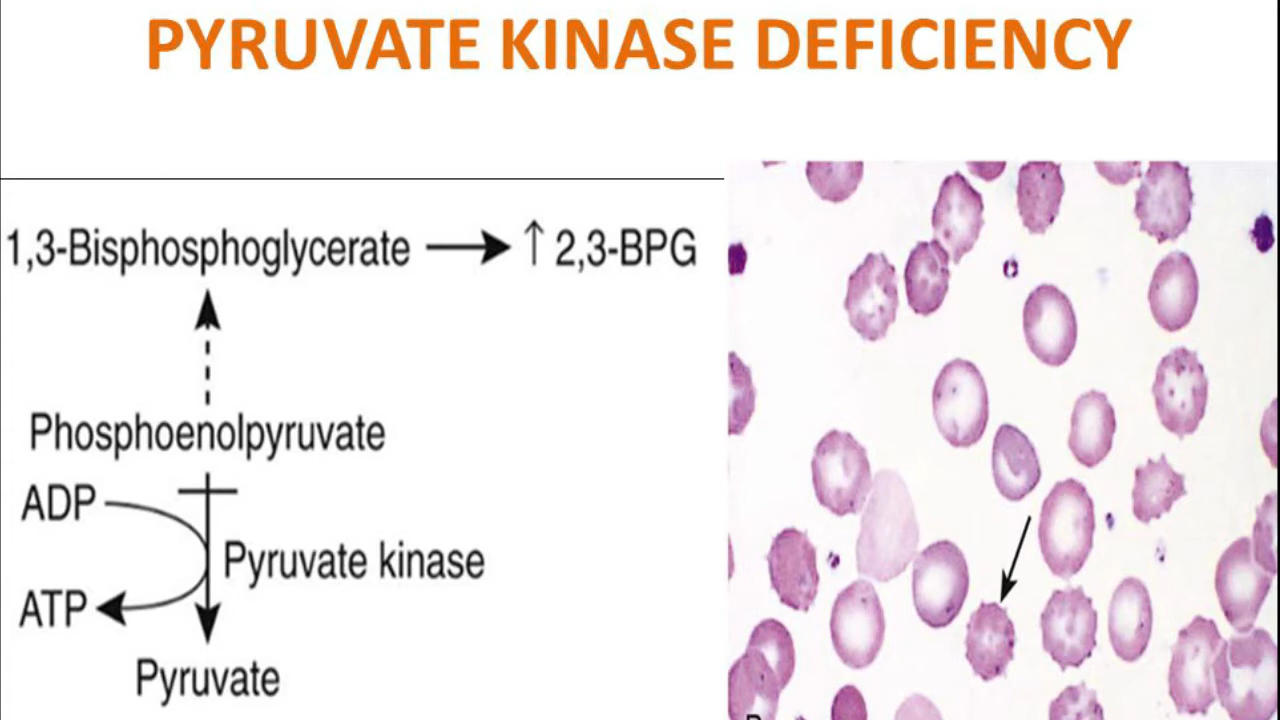 PYRUVATE KINASE DEFICIENCY
1,3-Bisphosphoglycerate → ↑ 2,3-BPG
Phosphoenolpyruvate
ADP
Pyruvate kinase
ATP
Pyruvate